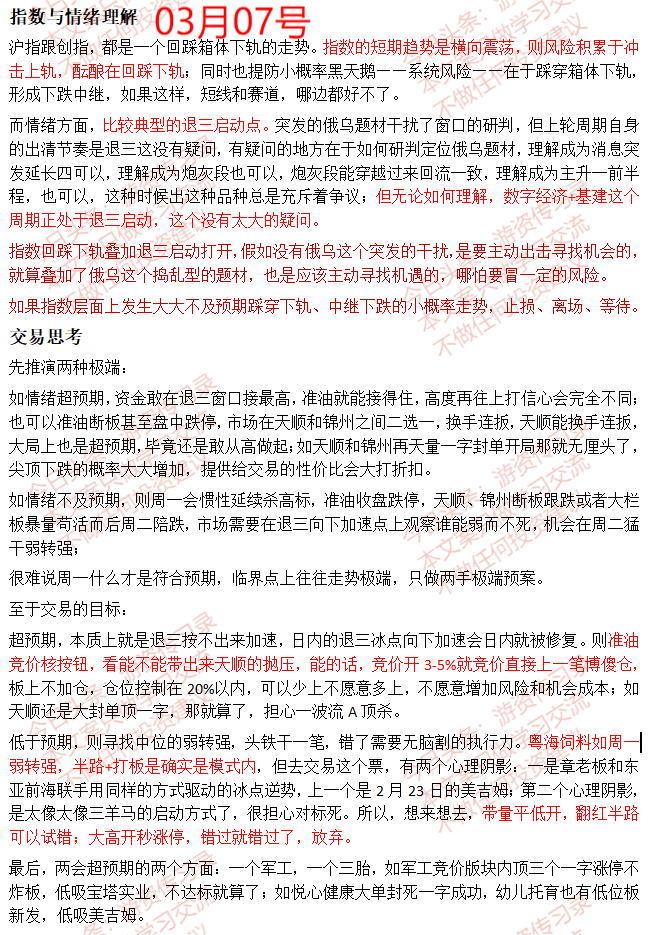 指数与情绪理解 03月07号
沪指跟创指，都是一个回踩箱体下轨的走势。指数的短期趋势是横向震荡，则风险积累于冲
击上轨，酝酿在回踩下轨；同时也提防小概率黑天鹅——系统风险——在于踩穿箱体下轨，
形成下跌中继，如果这样，短线和赛道，哪边都好不了。
而情绪方面，比较典型的退三启动点。突发的俄乌题材干扰了窗口的研判，但上轮周期自身
的出清节奏是退三这没有疑问，有疑问的地方在于如何研判定位俄乌题材，理解成为消息突
发延长四可以，理解成为炮灰段也可以，炮灰段能穿越过来回流一致，理解成为主升一前半
程，也可以，这种时候出这种品种总是充斥着争议；但无论如何理解，数字经济+基建这个
周期正处于退三启动，这个没有太大的疑问。
指数回踩下轨叠加退三启动打开，假如没有俄乌这个突发的干扰，是要主动出击寻找机会的，
就算叠加了俄乌这个捣乱型的题材，也是应该主动寻找机遇的，哪怕要冒一定的风险。
如果指数层面上发生大大不及预期踩穿下轨、中继下跌的小概率走势，止损、离场、等待。
交易思考
先推演两种极端：
如情绪超预期，资金敢在退三窗口接最高，准油就能接得住，高度再往上打信心会完全不同；
也可以准油断板甚至盘中跌停，市场在天顺和锦州之间二选一，换手连扳，天顺能换手连扳，
大局上也是超预期，毕竟还是敢从高做起；如天顺和锦州再天量一字封单开局那就无厘头了，
尖顶下跌的概率大大增加，提供给交易的性价比会大打折扣。
如情绪不及预期，则周一会惯性延续杀高标，准油收盘跌停，天顺、锦州断板跟跌或者大栏
板暴量苟活而后周二陪跌，市场需要在退三向下加速点上观察谁能弱而不死，机会在周二猛
干弱转强；
很难说周一什么才是符合预期，临界点上往往走势极端，只做两手极端预案。
至于交易的目标：
超预期，本质上就是退三按不出来加速，日内的退三冰点向下加速会日内就被修复。则准油
竞价核按钮，看能不能带出来天顺的抛压，能的话，竞价开 3-5%就竞价直接上一笔博傻仓，
板上不加仓，仓位控制在 20%以内，可以少上不愿意多上，不愿意增加风险和机会成本；如
天顺还是大封单顶一字，那就算了，担心一波流 A 顶杀。
低于预期，则寻找中位的弱转强，头铁干一笔，错了需要无脑割的执行力。粤海饲料如周一
弱转强，半路+打板是确实是模式内，但去交易这个票，有两个心理阴影：一是章老板和东
亚前海联手用同样的方式驱动的冰点逆势，上一个是 2 月 23 日的美吉姆；第二个心理阴影，
是太像太像三羊马的启动方式了，很担心对标死。所以，想来想去，带量平低开，翻红半路
可以试错；大高开秒涨停，错过就错过了，放弃。
最后，两会超预期的两个方面：一个军工，一个三胎，如军工竞价版块内顶三个一字涨停不
炸板，低吸宝塔实业，不达标就算了；如悦心健康大单封死一字成功，幼儿托育也有低位板
新发，低吸美吉姆。